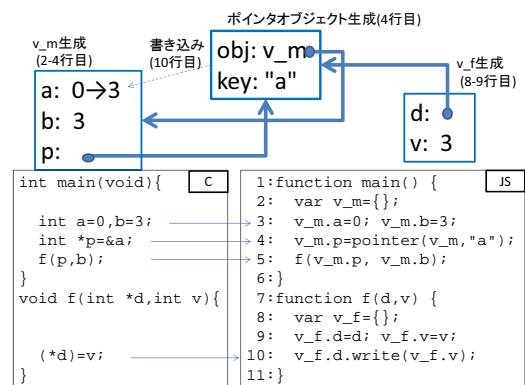 ポインタオブジェクト生成(4行目)
v_m生成
(2-4行目)
書き込み
(10行目)
obj: v_m
key: "a"
v_f生成
(8-9行目)
a: 0→3
b: 3
p:
d:
v: 3
C
int main(void){
int a=0,b=3;
int *p=&a;
f(p,b);
}
void f(int *d,int v){
(*d)=v;
}
JS
1:function main() {
2: var v_m={};
3: v_m.a=0; v_m.b=3;
4: v_m.p=pointer(v_m,"a");
5: f(v_m.p, v_m.b);
6:}
7:function f(d,v) {
8: var v_f={};
9: v_f.d=d; v_f.v=v;
10: v_f.d.write(v_f.v);
11:}